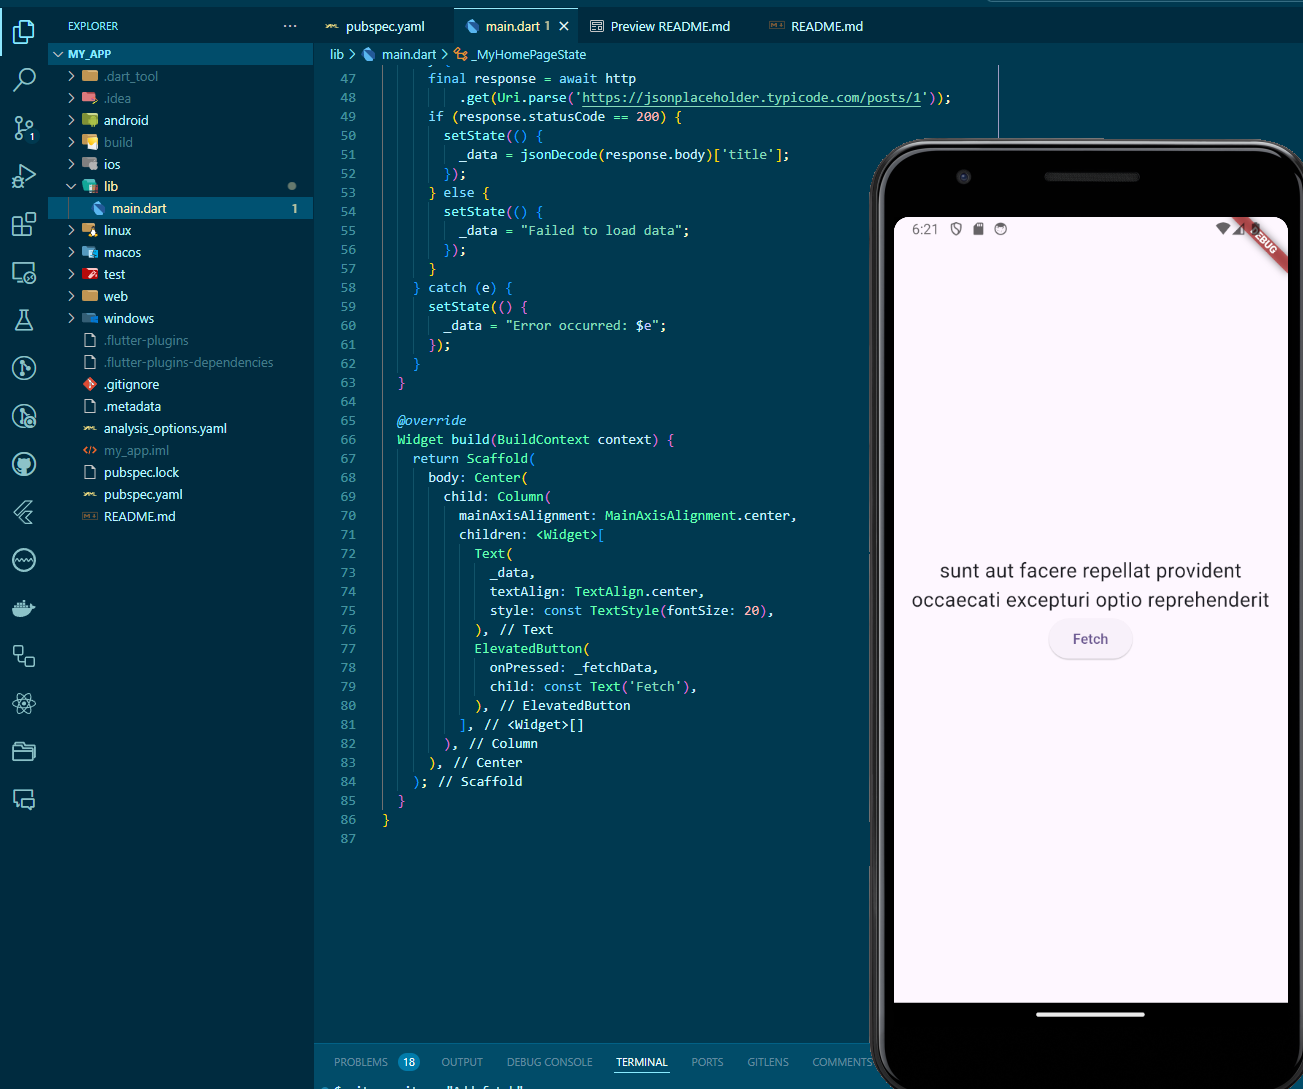 EXPLORER
MY_APP
.dart_tool
.idea
android
build
ios
lib
main.dart 1
linux
macos
test
web
windows
.flutter-plugins
.flutter-plugins-dependencies
.gitignore
.metadata
analysis_options.yaml
my_app.iml
pubspec.lock
pubspec.yaml
README.md
1
pubspec.yaml
main.dart 1
Preview README.md
README.md
lib > main.dart > _MyHomePageState
47 final response = await http
48 .get(Uri.parse('https://jsonplaceholder.typicode.com/posts/1'));
49 if (response.statusCode == 200) {
50 setState(() {
51 _data = jsonDecode(response.body)['title'];
52 });
53 } else {
54 setState(() {
55 _data = "Failed to load data";
56 });
57 }
58 } catch (e) {
59 setState(() {
60 _data = "Error occurred: $e";
61 });
62 }
63 }
64
65 @override
66 Widget build(BuildContext context) {
67 return Scaffold(
68 body: Center(
69 child: Column(
70 mainAxisAlignment: MainAxisAlignment.center,
71 children: <Widget>[
72 Text(
73 _data,
74 textAlign: TextAlign.center,
75 style: const TextStyle(fontSize: 20),
76 ), // Text
77 ElevatedButton(
78 onPressed: _fetchData,
79 child: const Text('Fetch'),
80 ), // ElevatedButton
81 ], // <Widget>[]
82 ), // Column
83 ), // Center
84 ); // Scaffold
85 }
86 }
87
PROBLEMS 18 OUTPUT DEBUG CONSOLE TERMINAL PORTS GITLENS COMMENTS
6:21
DEBUG
sunt aut facere repellat provident
occaecati excepturi optio reprehenderit
Fetch